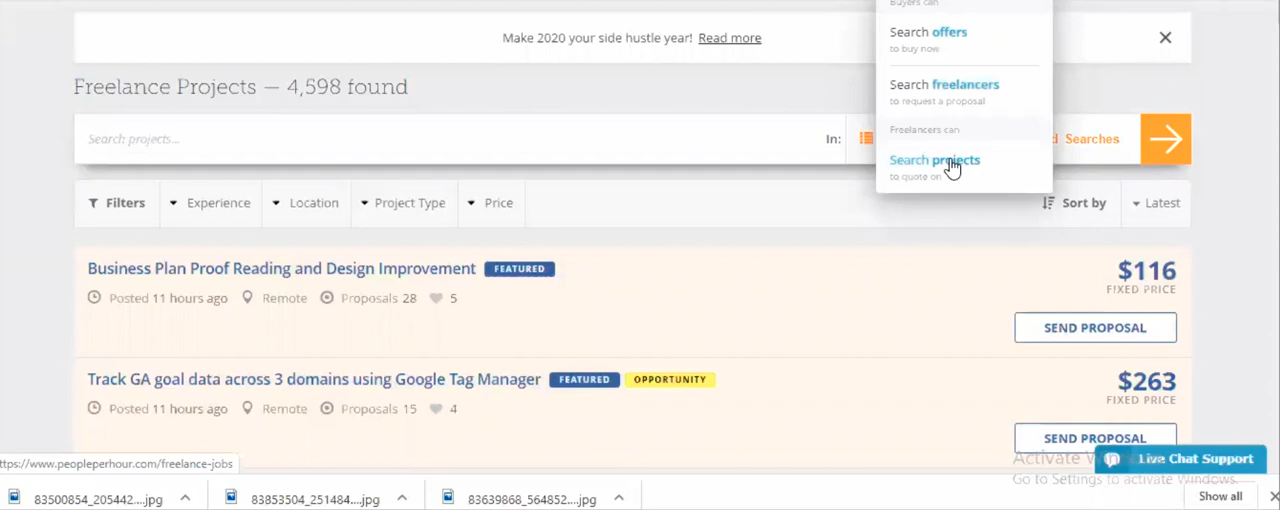 Buyers can
Make 2020 your side hustle year! Read more
Search offers
to buy now
Freelance Projects — 4,598 found
Search freelancers
to request a proposal
Freelancers can
Search projects...
In:
Searches
Search projects
to quote on
Filters
Experience
Location
Project Type
Price
Sort by
Latest
Business Plan Proof Reading and Design Improvement FEATURED
$116
FIXED PRICE
Posted 11 hours ago Remote Proposals 28 5
SEND PROPOSAL
Track GA goal data across 3 domains using Google Tag Manager FEATURED OPPORTUNITY
$263
FIXED PRICE
Posted 11 hours ago Remote Proposals 15 4
SEND PROPOSAL
Activate
Live Chat Support
ttps://www.peopleperhour.com/freelance-jobs
Go to Settings to activate Windows.
83500854_205442....jpg
83853504_251484....jpg
83639868_564852....jpg
Show all